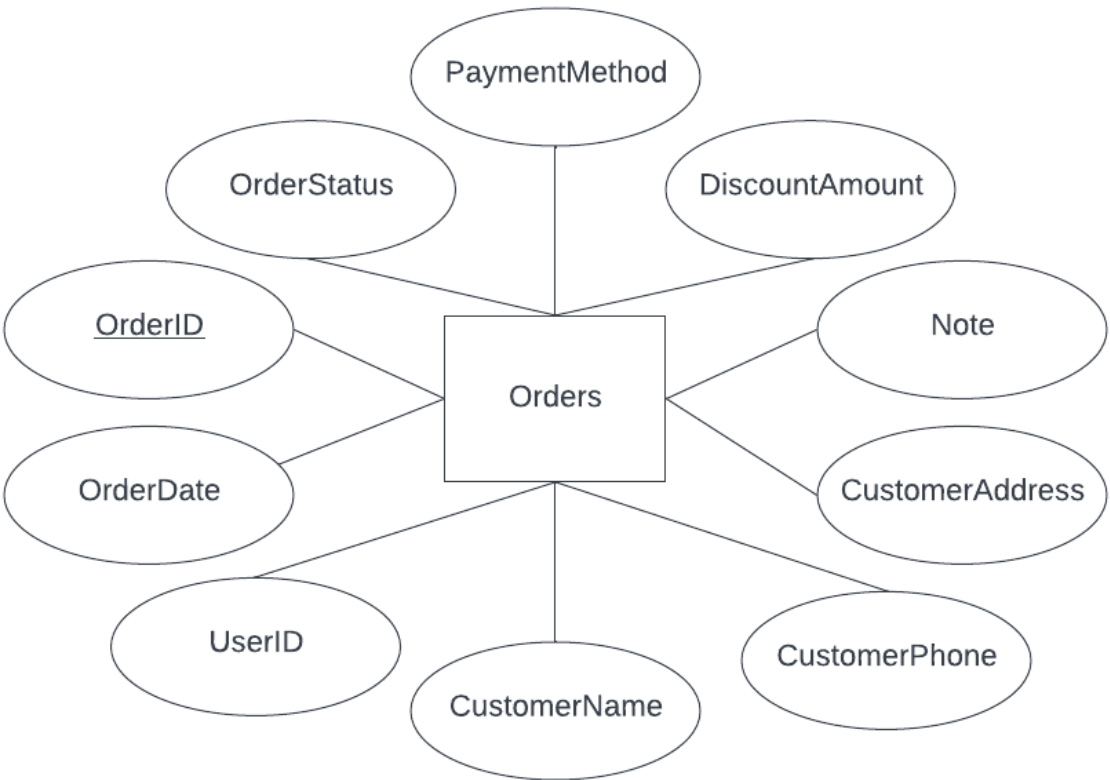 PaymentMethod
OrderStatus
DiscountAmount
OrderID
Note
Orders
OrderDate
CustomerAddress
UserID
CustomerPhone
CustomerName